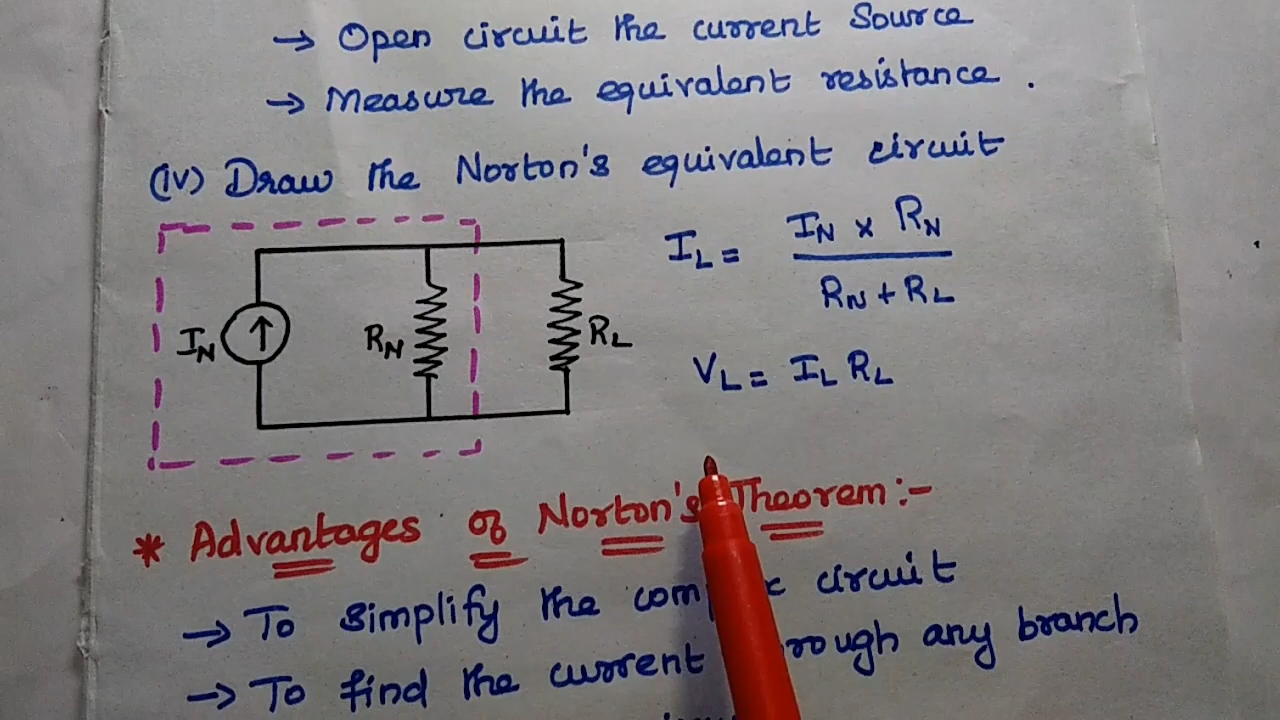 → Open circuit the current Source
→ Measure the equivalent resistance .
(iv) Draw the Norton's equivalent circuit
I_N
R_N
R_L
I_L = I_N x R_N / R_N + R_L
V_L = I_L R_L
* Advantages of Norton's Theorem :-
→ To simplify the circuit
→ To find the current any branch